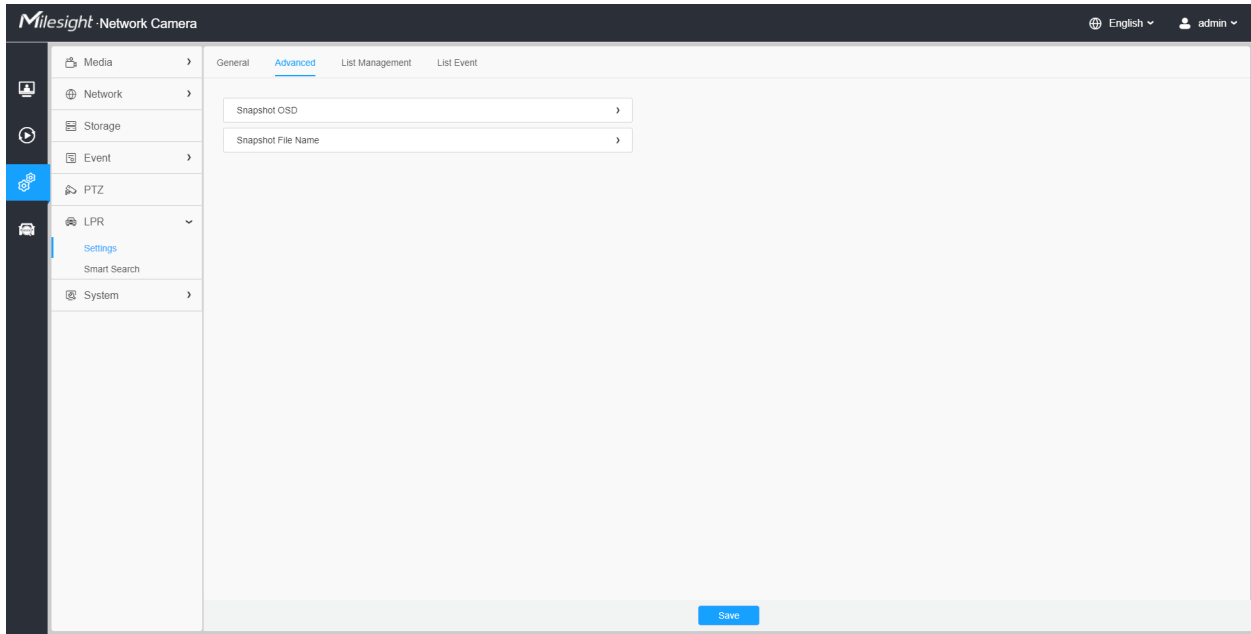 Milesight · Network Camera
English
admin
Media
Network
Storage
Event
PTZ
LPR
Settings
Smart Search
System
General Advanced List Management List Event
Snapshot OSD
Snapshot File Name
Save